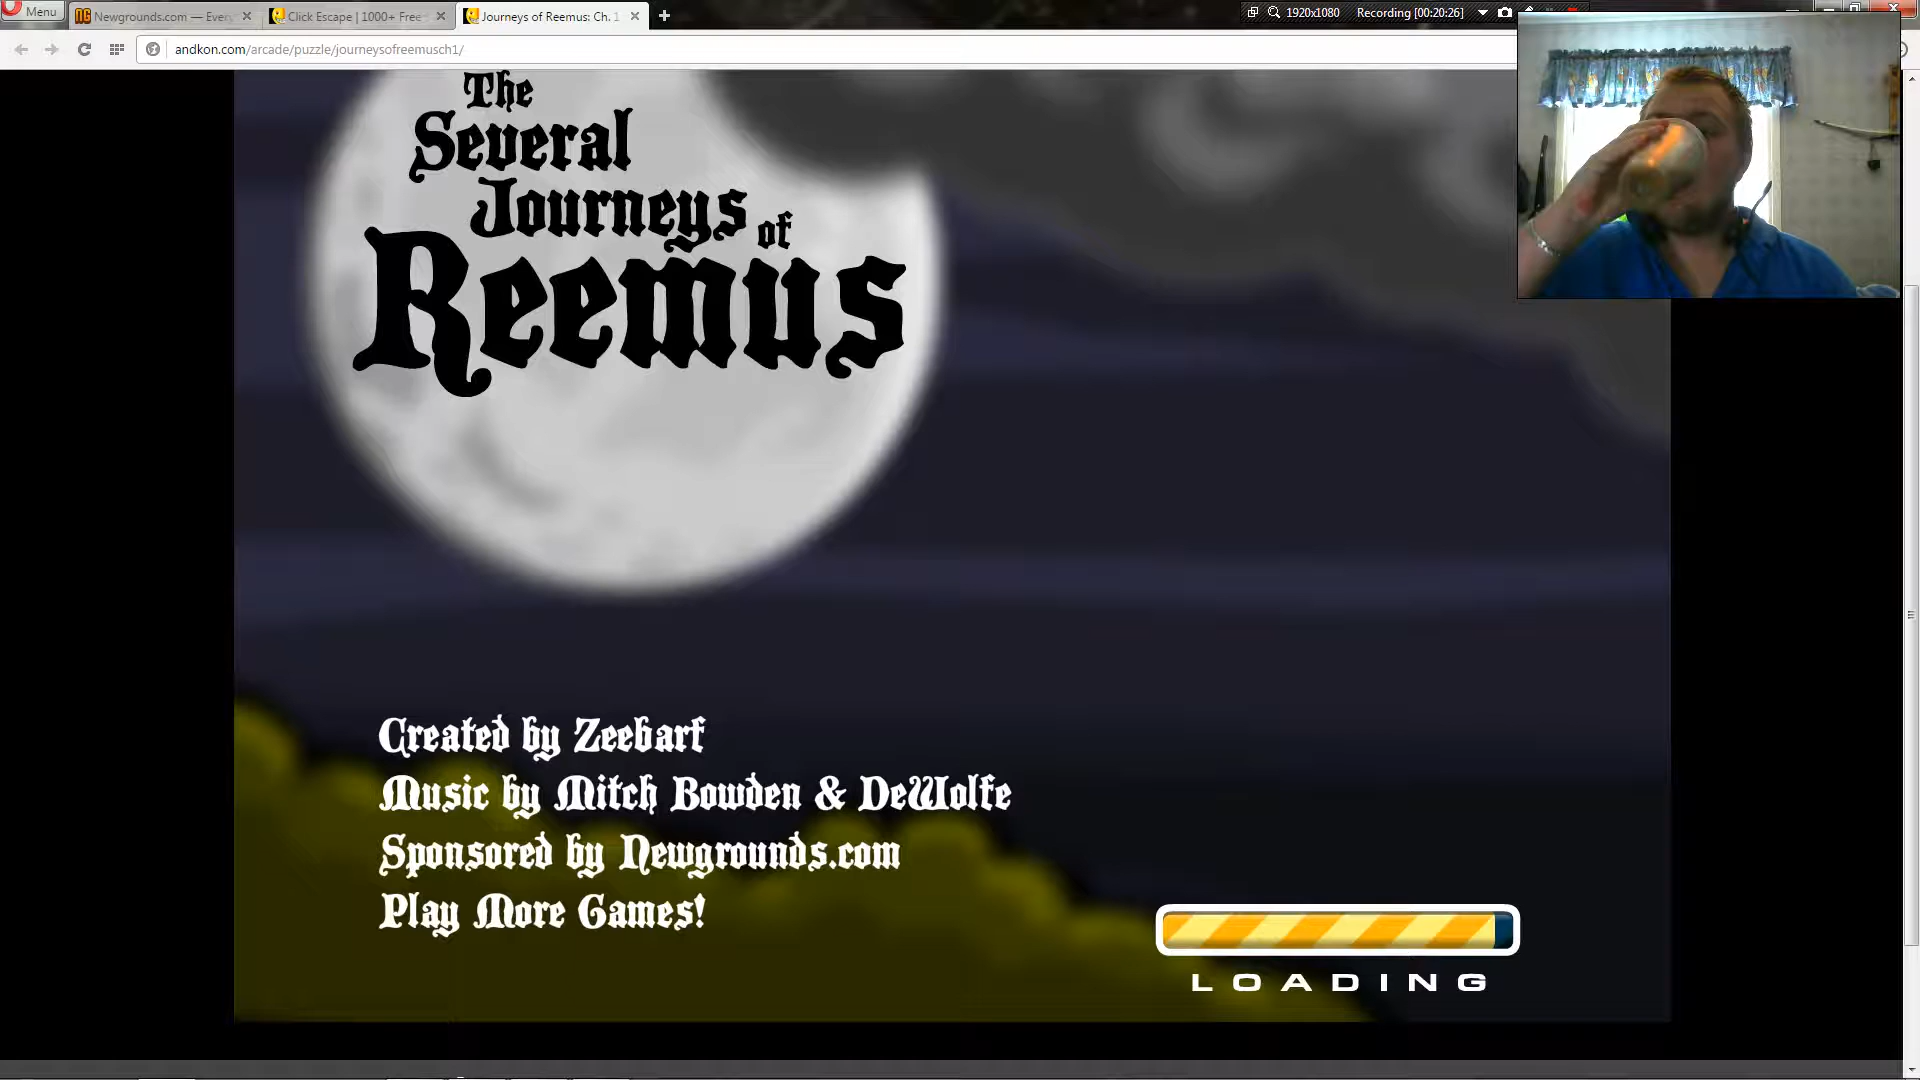 Menu
Newgrounds.com — Every
Click Escape | 1000+ Free
Journeys of Reemus: Ch. 1
1920x1080
Recording [00:20:26]
andkon.com/arcade/puzzle/journeysofreemusch1/
The
Several
Journeys of
Reemus
Created by Zeebarf
Music by Mitch Bowden & DeWolfe
Sponsored by Newgrounds.com
Play More Games!
LOADING